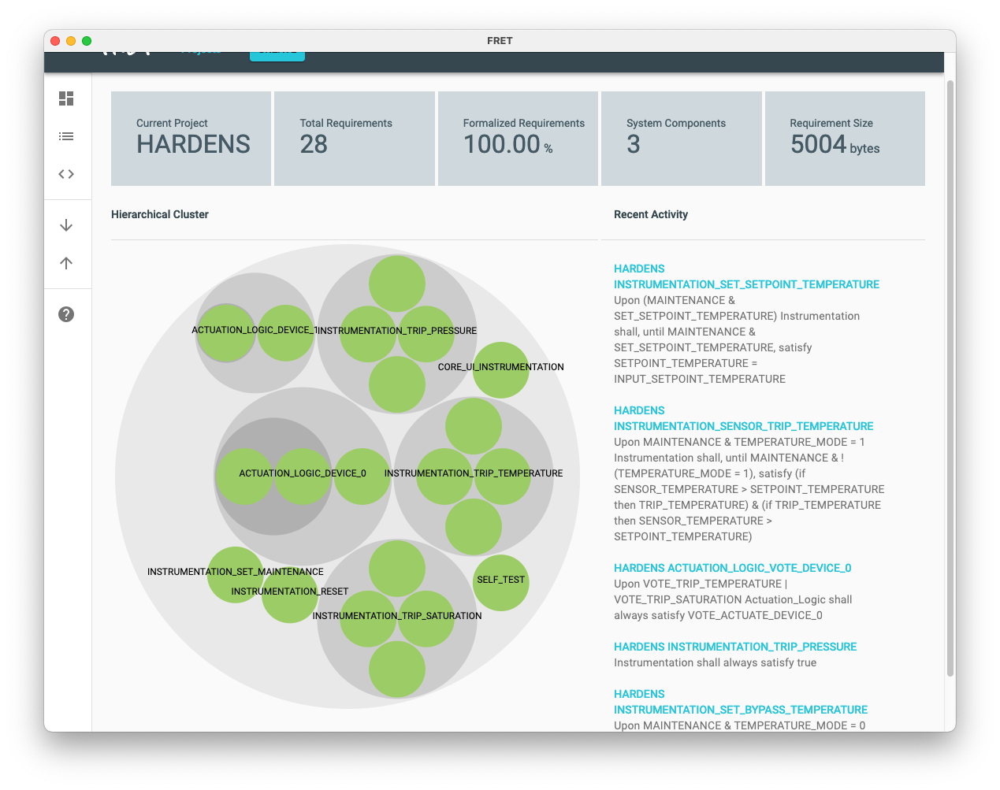 FRET
Projects
Current Project
HARDENS
Total Requirements
28
Formalized Requirements
100.00 %
System Components
3
Requirement Size
5004 bytes
Hierarchical Cluster
ACTUATION_LOGIC_DEVICE_1
INSTRUMENTATION_TRIP_PRESSURE
CORE_UI_INSTRUMENTATION
ACTUATION_LOGIC_DEVICE_0
INSTRUMENTATION_TRIP_TEMPERATURE
INSTRUMENTATION_SET_MAINTENANCE
INSTRUMENTATION_RESET
SELF_TEST
INSTRUMENTATION_TRIP_SATURATION
Recent Activity
HARDENS
INSTRUMENTATION_SET_SETPOINT_TEMPERATURE
Upon (MAINTENANCE &
SET_SETPOINT_TEMPERATURE) Instrumentation
shall, until MAINTENANCE &
SET_SETPOINT_TEMPERATURE, satisfy
SETPOINT_TEMPERATURE =
INPUT_SETPOINT_TEMPERATURE
HARDENS
INSTRUMENTATION_SENSOR_TRIP_TEMPERATURE
Upon MAINTENANCE & TEMPERATURE_MODE = 1
Instrumentation shall, until MAINTENANCE & !
(TEMPERATURE_MODE = 1), satisfy (if
SENSOR_TEMPERATURE > SETPOINT_TEMPERATURE
then TRIP_TEMPERATURE) & (if TRIP_TEMPERATURE
then SENSOR_TEMPERATURE >
SETPOINT_TEMPERATURE)
HARDENS ACTUATION_LOGIC_VOTE_DEVICE_0
Upon VOTE_TRIP_TEMPERATURE |
VOTE_TRIP_SATURATION Actuation_Logic shall
always satisfy VOTE_ACTUATE_DEVICE_0
HARDENS INSTRUMENTATION_TRIP_PRESSURE
Instrumentation shall always satisfy true
HARDENS
INSTRUMENTATION_SET_BYPASS_TEMPERATURE
Upon MAINTENANCE & TEMPERATURE_MODE = 0